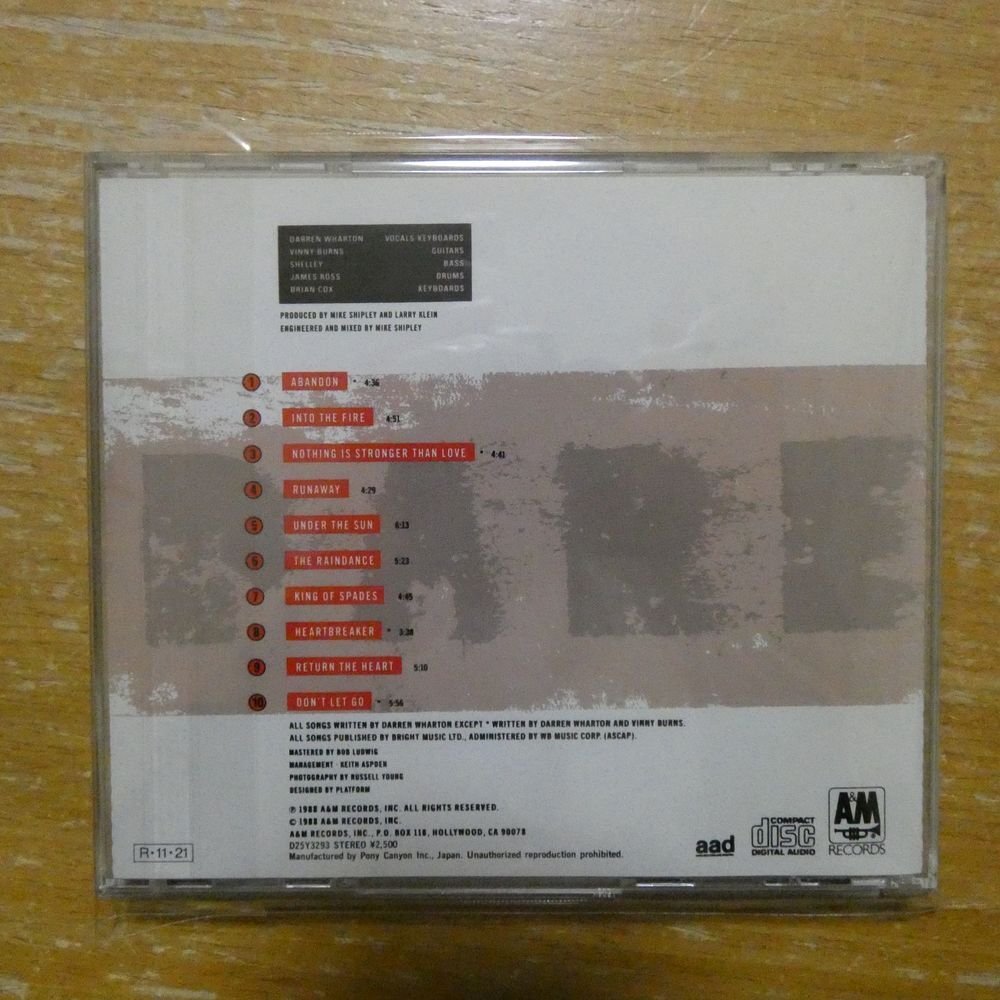 DARREN WHARTON VOCALS·KEYBOARDS
VINNY BURNS GUITARS
SHELLEY BASS
JAMES ROSS DRUMS
BRIAN COX KEYBOARDS
PRODUCED BY MIKE SHIPLEY AND LARRY KLEIN
ENGINEERED AND MIXED BY MIKE SHIPLEY
1 ABANDON * 4:36
2 INTO THE FIRE 4:51
3 NOTHING IS STRONGER THAN LOVE * 4:41
4 RUNAWAY 4:29
5 UNDER THE SUN 6:13
6 THE RAINDANCE 5:23
7 KING OF SPADES 4:45
8 HEARTBREAKER * 3:38
9 RETURN THE HEART 5:10
10 DON'T LET GO * 5:56
DARE
ALL SONGS WRITTEN BY DARREN WHARTON EXCEPT * WRITTEN BY DARREN WHARTON AND VINNY BURNS.
ALL SONGS PUBLISHED BY BRIGHT MUSIC LTD., ADMINISTERED BY WB MUSIC CORP. (ASCAP).
MASTERED BY BOB LUDWIG
MANAGEMENT · KEITH ASPDEN
PHOTOGRAPHY BY RUSSELL YOUNG
DESIGNED BY PLATFORM
℗ 1988 A&M RECORDS, INC. ALL RIGHTS RESERVED.
© 1988 A&M RECORDS, INC.
A&M RECORDS, INC., P.O. BOX 118, HOLLYWOOD, CA 90078
D25Y3293 STEREO ¥2,500
Manufactured by Pony Canyon Inc., Japan. Unauthorized reproduction prohibited.
R·11·21
aad
COMPACT
disc
DIGITAL AUDIO
A&M
RECORDS